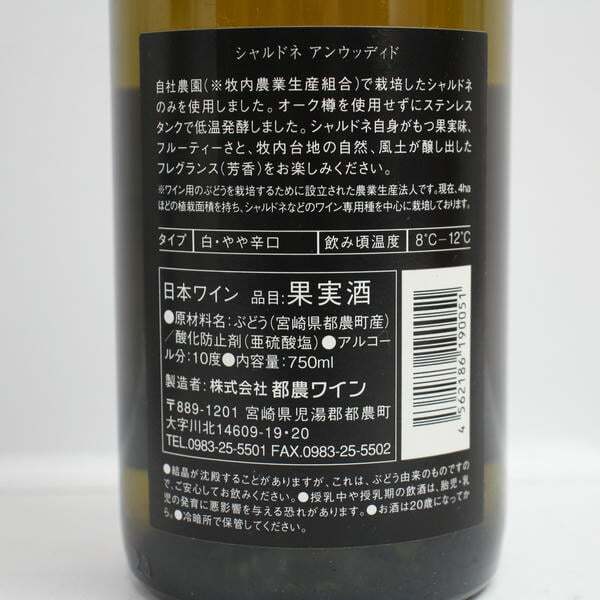 シャルドネ アンウッディド
自社農園(※牧内農業生産組合)で栽培したシャルドネ
のみを使用しました。オーク樽を使用せずにステンレス
タンクで低温発酵しました。シャルドネ自身がもつ果実味、
フルーティーさと、牧内台地の自然、風土が醸し出した
フレグランス(芳香)をお楽しみください。
※ワイン用のぶどうを栽培するために設立された農業生産法人です。現在、4ha
ほどの植栽面積を持ち、シャルドネなどのワイン専用種を中心に栽培しております。
タイプ 白・やや辛口 飲み頃温度 8℃-12℃
日本ワイン 品目:果実酒
●原材料名:ぶどう(宮崎県都農町産)
/酸化防止剤(亜硫酸塩)●アルコー
ル分:10度●内容量:750ml
製造者:株式会社 都農ワイン
〒889-1201 宮崎県児湯郡都農町
大字川北14609-19・20
TEL.0983-25-5501 FAX.0983-25-5502
4 562186 190051
●結晶が沈殿することがありますが、これは、ぶどう由来のものですの
で、ご安心してお飲みください。●授乳中や授乳期の飲酒は、胎児・乳
児の発育に悪影響を与える恐れがあります。●お酒は20歳になってか
ら。●冷暗所で保管してください。